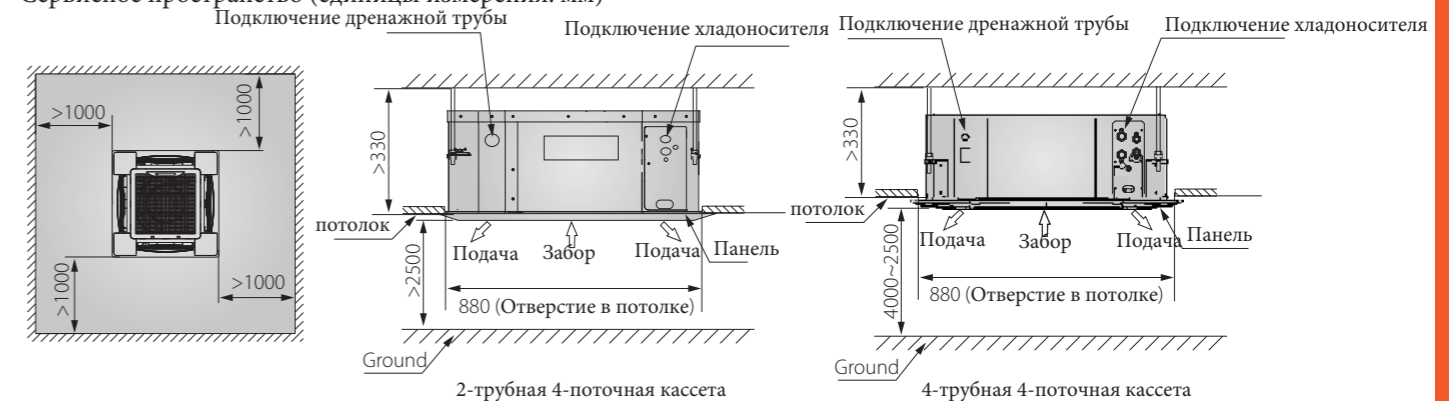 Сервисное пространство (единицы измерения: мм)
Подключение дренажной трубы
>1000
>1000
>1000
>1000
Подключение хладоносителя
>330
потолок
Подача
Забор
Подача
Панель
>2500
880 (Отверстие в потолке)
Ground
2-трубная 4-поточная кассета
Подключение дренажной трубы
Подключение хладоносителя
>330
потолок
Подача
Забор
Подача
Панель
4000~2500
880 (Отверстие в потолке)
Ground
4-трубная 4-поточная кассета